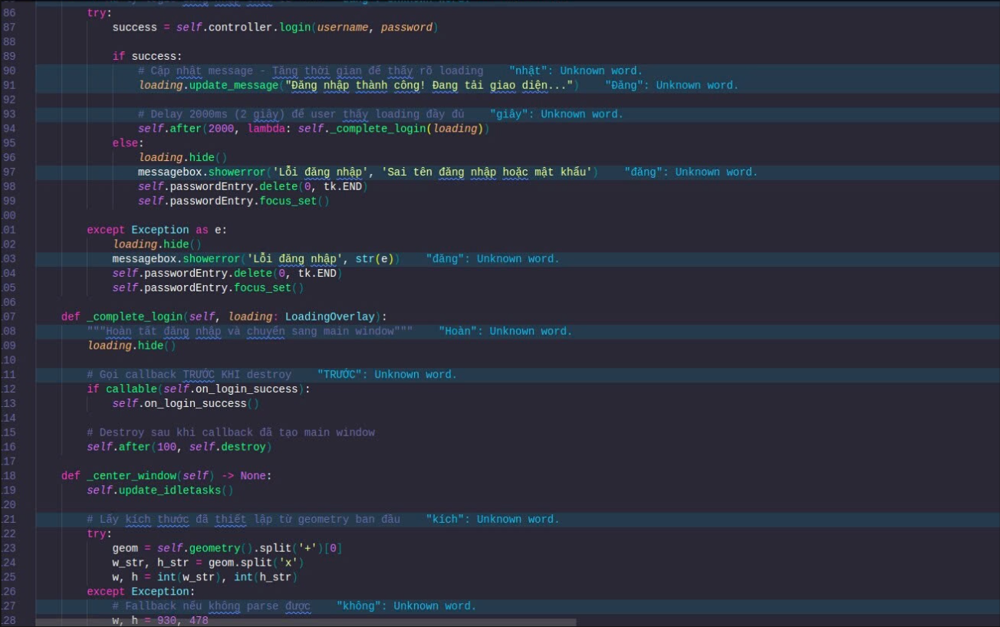 86 try:
87 success = self.controller.login(username, password)
88
89 if success:
90 # Cập nhật message - Tăng thời gian để thấy rõ loading "nhật": Unknown word.
91 loading.update_message("Đăng nhập thành công! Đang tải giao diện...") "Đăng": Unknown word.
92
93 # Delay 2000ms (2 giây) để user thấy loading đầy đủ "giây": Unknown word.
94 self.after(2000, lambda: self._complete_login(loading))
95 else:
96 loading.hide()
97 messagebox.showerror('Lỗi đăng nhập', 'Sai tên đăng nhập hoặc mật khẩu') "đăng": Unknown word.
98 self.passwordEntry.delete(0, tk.END)
99 self.passwordEntry.focus_set()
00
01 except Exception as e:
02 loading.hide()
03 messagebox.showerror('Lỗi đăng nhập', str(e)) "đăng": Unknown word.
04 self.passwordEntry.delete(0, tk.END)
05 self.passwordEntry.focus_set()
06
07 def _complete_login(self, loading: LoadingOverlay):
08 """Hoàn tất đăng nhập và chuyển sang main window""" "Hoàn": Unknown word.
09 loading.hide()
10
11 # Gọi callback TRƯỚC KHI destroy "TRƯỚC": Unknown word.
12 if callable(self.on_login_success):
13 self.on_login_success()
14
15 # Destroy sau khi callback đã tạo main window
16 self.after(100, self.destroy)
17
18 def _center_window(self) -> None:
19 self.update_idletasks()
20
21 # Lấy kích thước đã thiết lập từ geometry ban đầu "kích": Unknown word.
22 try:
23 geom = self.geometry().split('+')[0]
24 w_str, h_str = geom.split('x')
25 w, h = int(w_str), int(h_str)
26 except Exception:
27 # Fallback nếu không parse được "không": Unknown word.
28 w, h = 930, 478